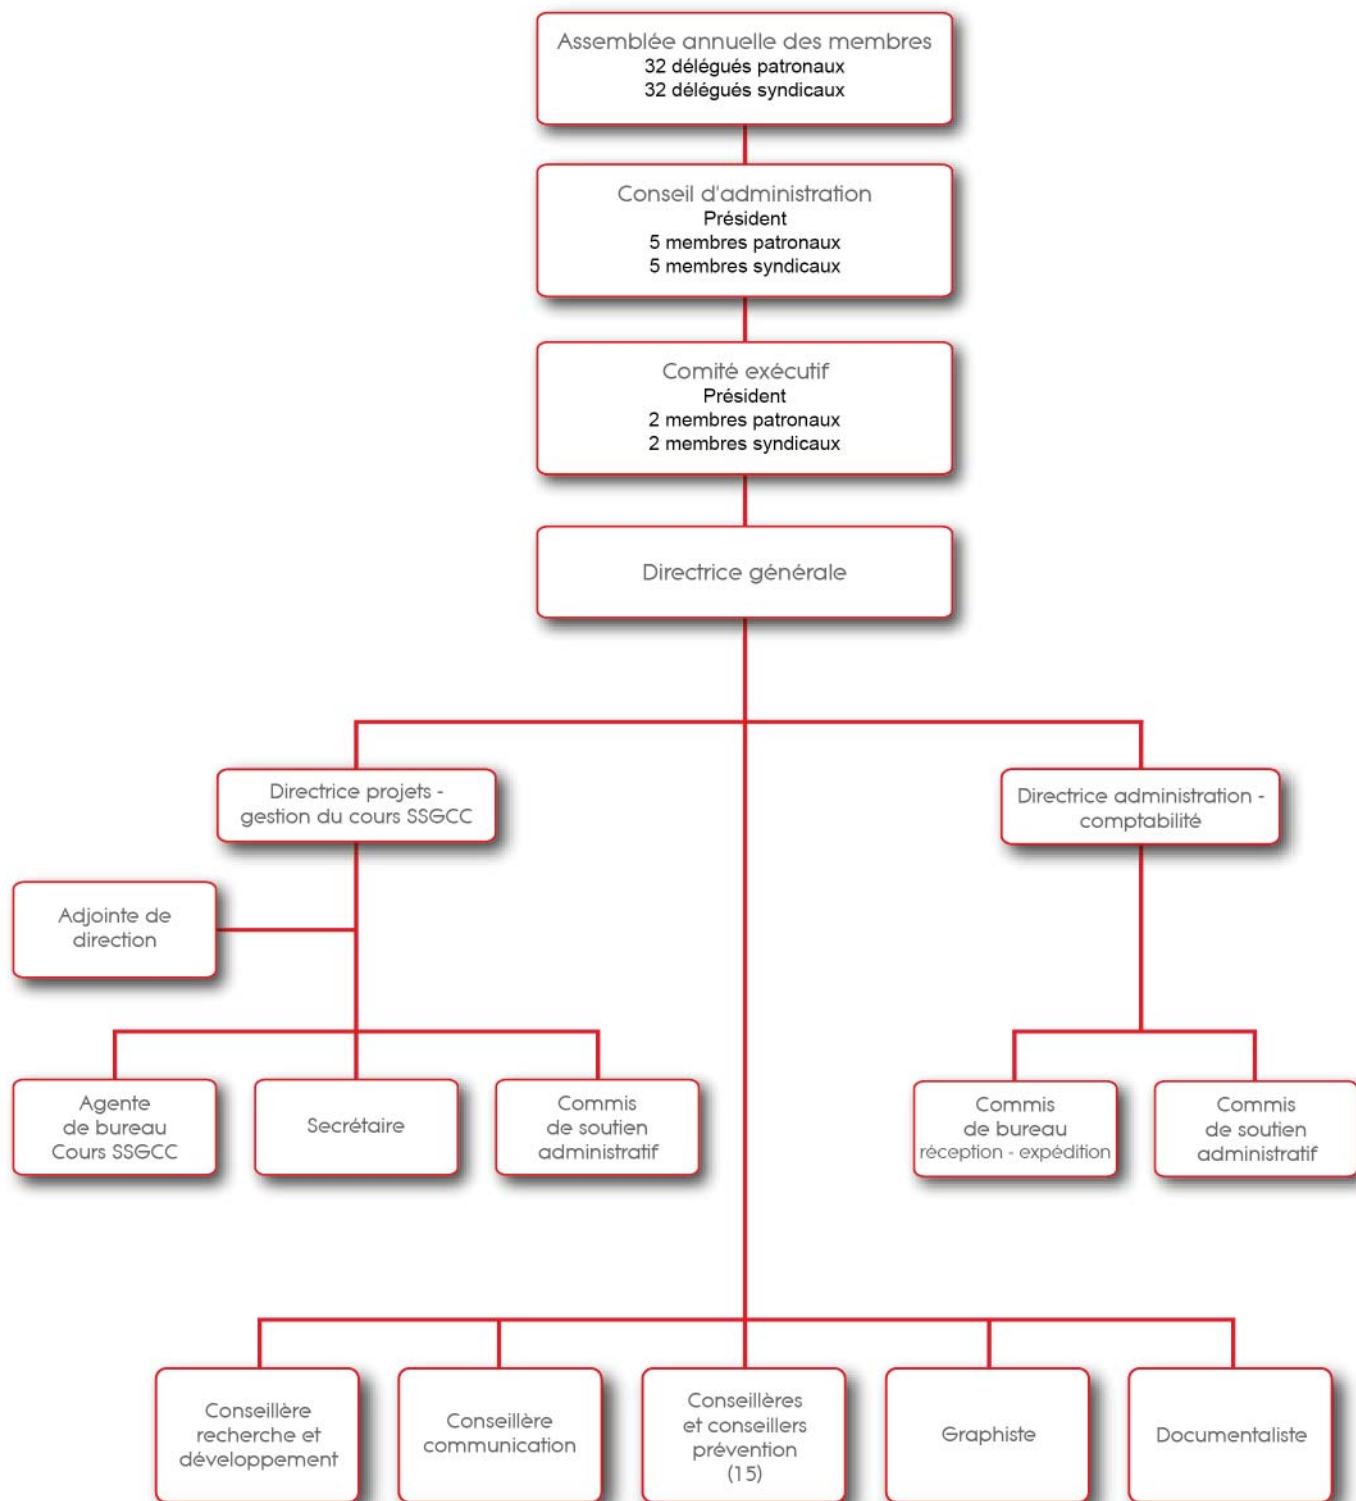 Assemblée annuelle des membres
32 délégués patronaux
32 délégués syndicaux
Conseil d'administration
Président
5 membres patronaux
5 membres syndicaux
Comité exécutif
Président
2 membres patronaux
2 membres syndicaux
Directrice générale
Directrice projets -
gestion du cours SSGCC
Directrice administration -
comptabilité
Adjointe de
direction
Agente
de bureau
Cours SSGCC
Secrétaire
Commis
de soutien
administratif
Commis
de bureau
réception - expédition
Commis
de soutien
administratif
Conseillère
recherche et
développement
Conseillère
communication
Conseillères
et conseillers
prévention
(15)
Graphiste
Documentaliste